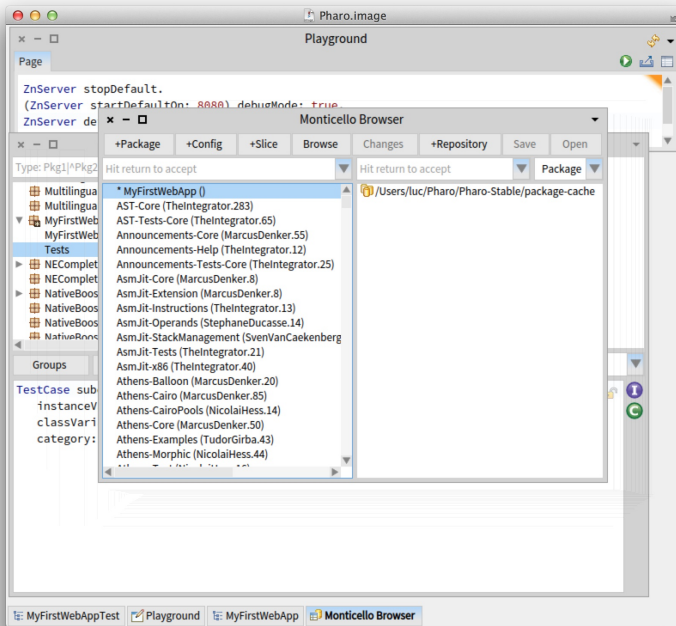 Pharo.image
Playground
Page
ZnServer stopDefault.
(ZnServer startDefaultOn: 8080) debugMode: true.
ZnServer de
Monticello Browser
+Package +Config +Slice Browse Changes +Repository Save Open
Type: Pkg1|^Pkg2
Hit return to accept
Hit return to accept
Package
Multilingua
Multilingua
MyFirstWeb
MyFirstWeb
Tests
NEComplet
NEComplet
NativeBoos
NativeBoos
NativeBoos
NativeBoos
* MyFirstWebApp ()
AST-Core (TheIntegrator.283)
AST-Tests-Core (TheIntegrator.65)
Announcements-Core (MarcusDenker.55)
Announcements-Help (TheIntegrator.12)
Announcements-Tests-Core (TheIntegrator.25)
AsmJit-Core (MarcusDenker.8)
AsmJit-Extension (MarcusDenker.8)
AsmJit-Instructions (TheIntegrator.13)
AsmJit-Operands (StephaneDucasse.14)
AsmJit-StackManagement (SvenVanCaekenberg
AsmJit-Tests (TheIntegrator.21)
AsmJit-x86 (TheIntegrator.40)
Athens-Balloon (MarcusDenker.20)
Athens-Cairo (MarcusDenker.85)
Athens-CairoPools (NicolaiHess.14)
Athens-Core (MarcusDenker.50)
Athens-Examples (TudorGirba.43)
Athens-Morphic (NicolaiHess.44)
/Users/luc/Pharo/Pharo-Stable/package-cache
Groups
TestCase sub
instanceV
classVari
category:
I
C
MyFirstWebAppTest Playground MyFirstWebApp Monticello Browser